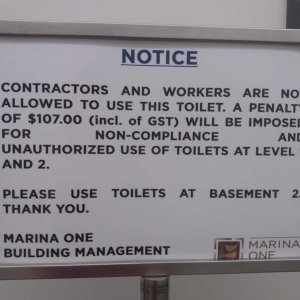 NOTICE
CONTRACTORS AND WORKERS ARE NO
ALLOWED TO USE THIS TOILET. A PENALT
OF $107.00 (incl. of GST) WILL BE IMPOSED
FOR NON-COMPLIANCE AND
UNAUTHORIZED USE OF TOILETS AT LEVEL
AND 2.
PLEASE USE TOILETS AT BASEMENT 2.
THANK YOU.
MARINA ONE
BUILDING MANAGEMENT
MARINA
ONE